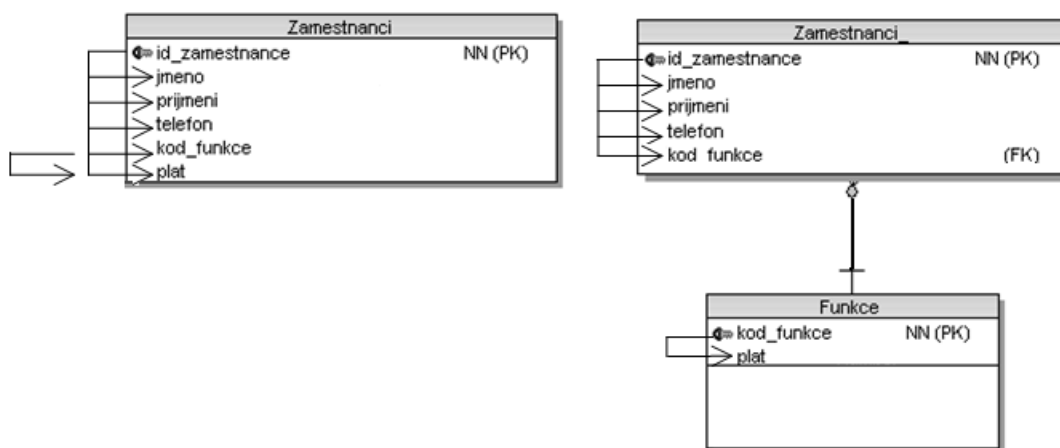 Zamestnanci
id_zamestnance NN (PK)
jmeno
prijmeni
telefon
kod_funkce
plat
Zamestnanci_
id_zamestnance NN (PK)
jmeno
prijmeni
telefon
kod_funkce (FK)
Funkce
kod_funkce NN (PK)
plat